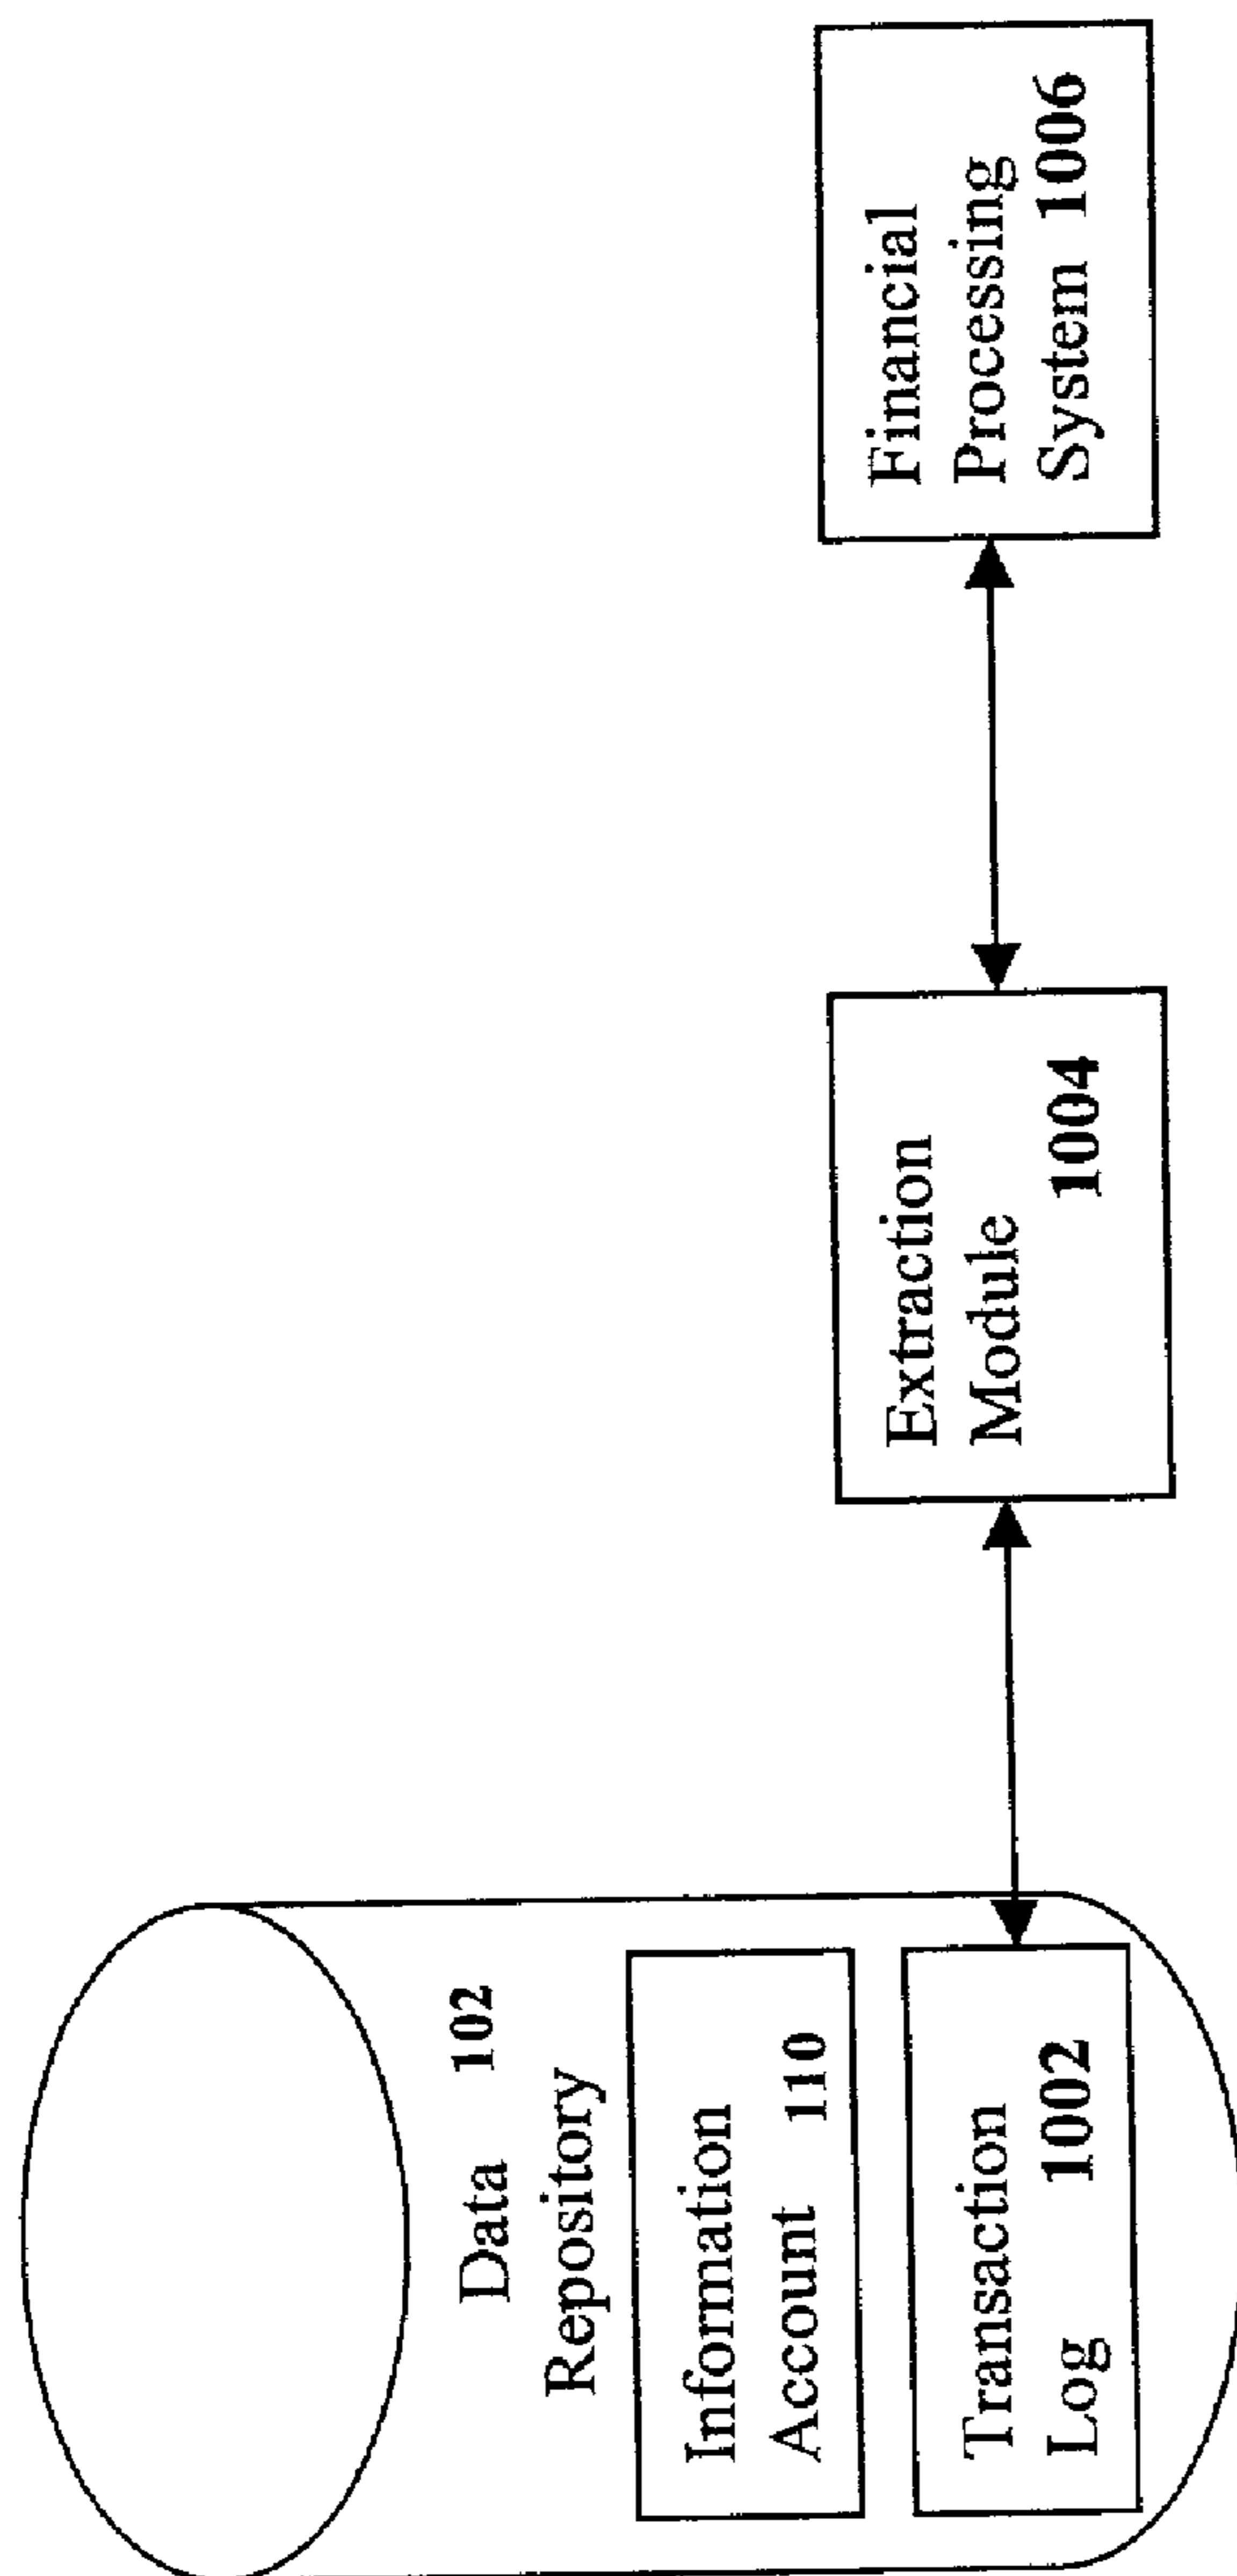 Data 102
Repository
Information
Account 110
Transaction
Log 1002
Extraction
Module
1004
Financial
Processing
System 1006